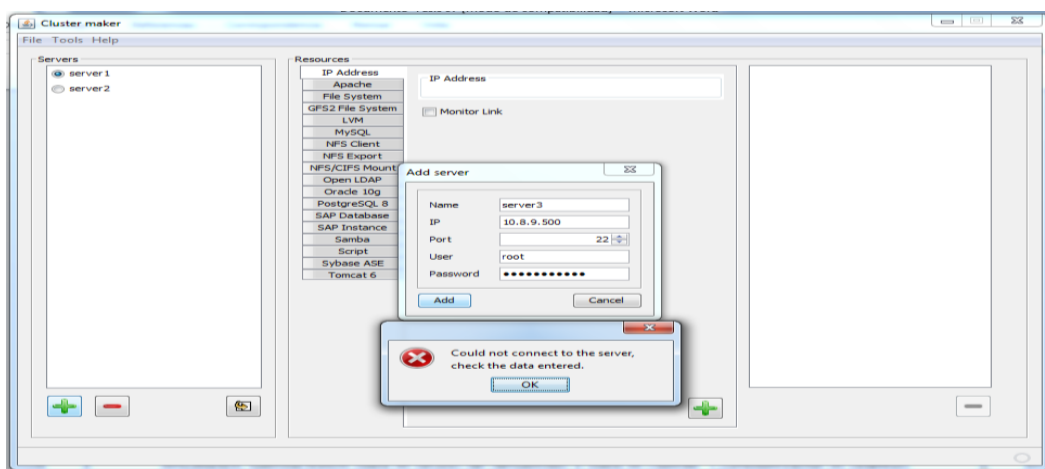 Cluster maker
File Tools Help
Servers
server1
server2
Resources
IP Address
Apache
File System
GFS2 File System
LVM
MySQL
NFS Client
NFS Export
NFS/CIFS Mount
Open LDAP
Oracle 10g
PostgreSQL 8
SAP Database
SAP Instance
Samba
Script
Sybase ASE
Tomcat 6
IP Address
Monitor Link
Add server
Name server3
IP 10.8.9.500
Port 22
User root
Password •••••••••••
Add Cancel
Could not connect to the server,
check the data entered.
OK